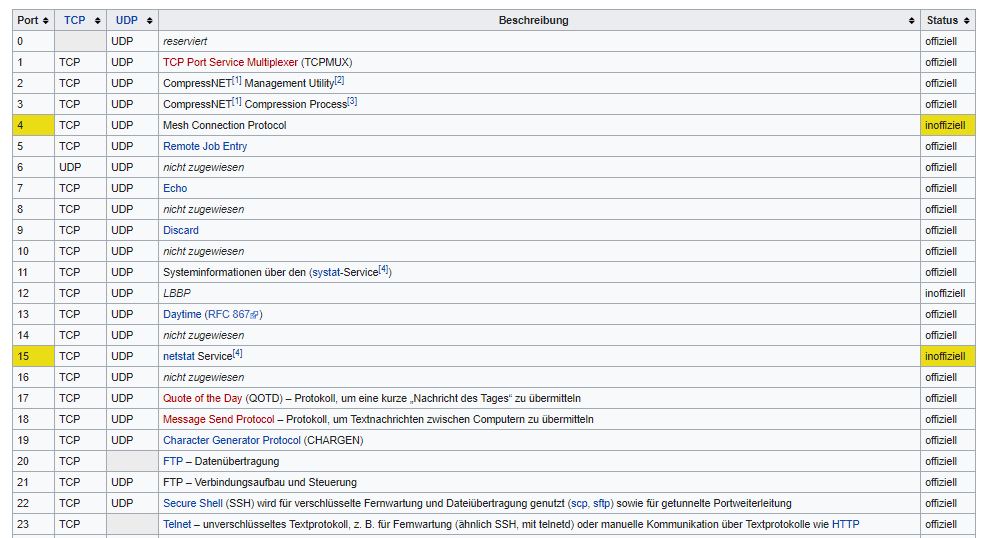 Port TCP UDP Beschreibung Status
0 UDP reserviert offiziell
1 TCP UDP TCP Port Service Multiplexer (TCPMUX) offiziell
2 TCP UDP CompressNET[1] Management Utility[2] offiziell
3 TCP UDP CompressNET[1] Compression Process[3] offiziell
4 TCP UDP Mesh Connection Protocol inoffiziell
5 TCP UDP Remote Job Entry offiziell
6 UDP UDP nicht zugewiesen offiziell
7 TCP UDP Echo offiziell
8 TCP UDP nicht zugewiesen offiziell
9 TCP UDP Discard offiziell
10 TCP UDP nicht zugewiesen offiziell
11 TCP UDP Systeminformationen über den (systat-Service[4]) offiziell
12 TCP UDP LBBP inoffiziell
13 TCP UDP Daytime (RFC 867) offiziell
14 TCP UDP nicht zugewiesen offiziell
15 TCP UDP netstat Service[4] inoffiziell
16 TCP UDP nicht zugewiesen offiziell
17 TCP UDP Quote of the Day (QOTD) – Protokoll, um eine kurze „Nachricht des Tages“ zu übermitteln offiziell
18 TCP UDP Message Send Protocol – Protokoll, um Textnachrichten zwischen Computern zu übermitteln offiziell
19 TCP UDP Character Generator Protocol (CHARGEN) offiziell
20 TCP FTP – Datenübertragung offiziell
21 TCP UDP FTP – Verbindungsaufbau und Steuerung offiziell
22 TCP UDP Secure Shell (SSH) wird für verschlüsselte Fernwartung und Dateiübertragung genutzt (scp, sftp) sowie für getunnelte Portweiterleitung offiziell
23 TCP Telnet – unverschlüsseltes Textprotokoll, z. B. für Fernwartung (ähnlich SSH, mit telnetd) oder manuelle Kommunikation über Textprotokolle wie HTTP offiziell